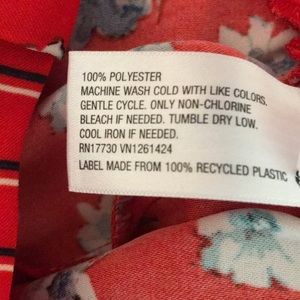 100% POLYESTER
MACHINE WASH COLD WITH LIKE COLORS.
GENTLE CYCLE. ONLY NON-CHLORINE
BLEACH IF NEEDED. TUMBLE DRY LOW.
COOL IRON IF NEEDED.
RN17730 VN1261424
LABEL MADE FROM 100% RECYCLED PLASTIC